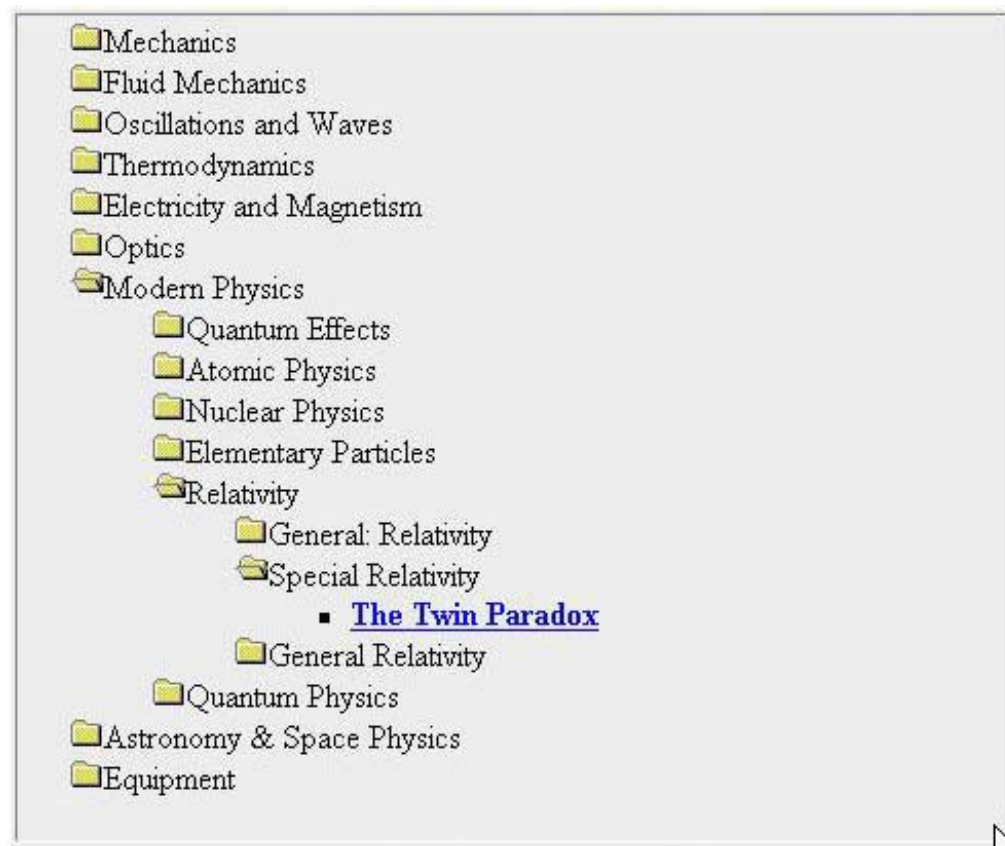 Mechanics
Fluid Mechanics
Oscillations and Waves
Thermodynamics
Electricity and Magnetism
Optics
Modern Physics
Quantum Effects
Atomic Physics
Nuclear Physics
Elementary Particles
Relativity
General: Relativity
Special Relativity
The Twin Paradox
General Relativity
Quantum Physics
Astronomy & Space Physics
Equipment